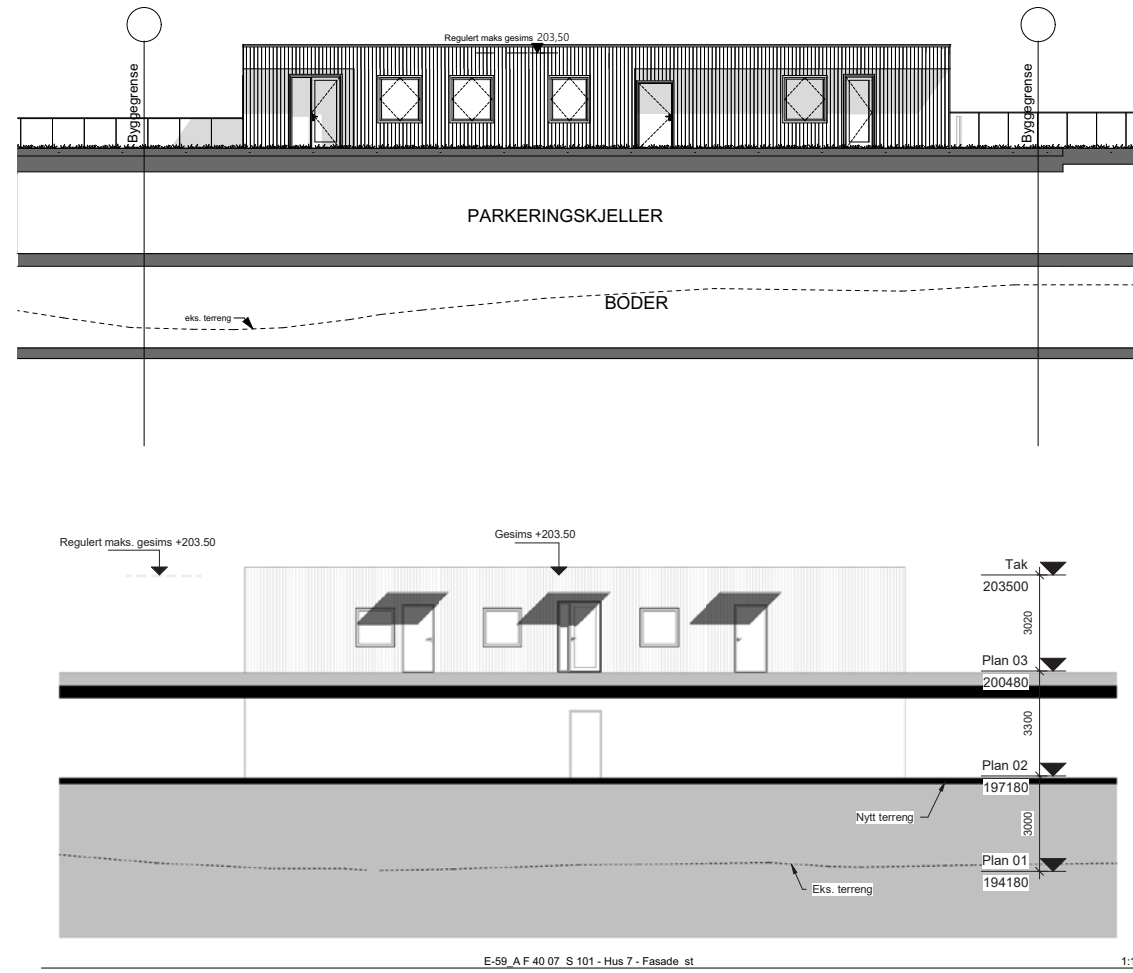 Regulert maks gesims 203,50
Byggegrense
Byggegrense
PARKERINGSKJELLER
BODER
eks. terreng
Regulert maks. gesims +203.50
Gesims +203.50
Tak
203500
3020
Plan 03
200480
3300
Plan 02
197180
Nytt terreng
3000
Plan 01
194180
Eks. terreng
E-59_A F 40 07 S 101 - Hus 7 - Fasade st